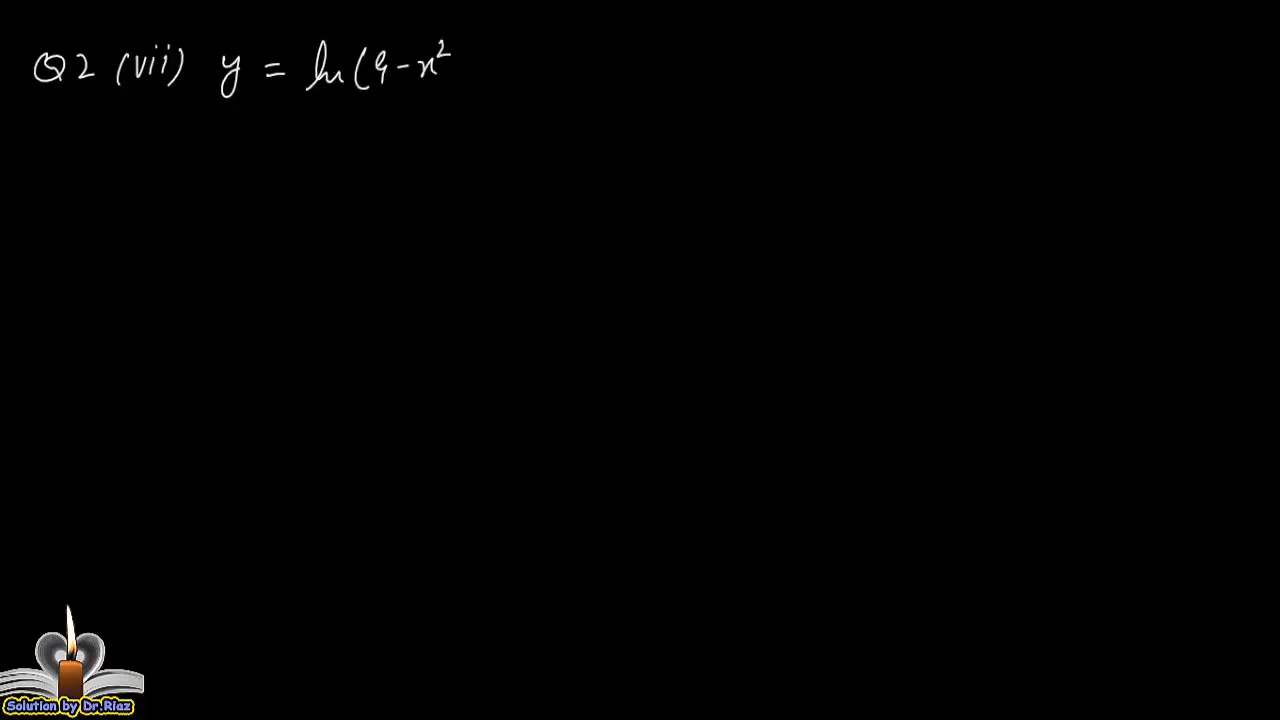 Q2 (vii) y = ln(9-x²
Solution by Dr.Riaz